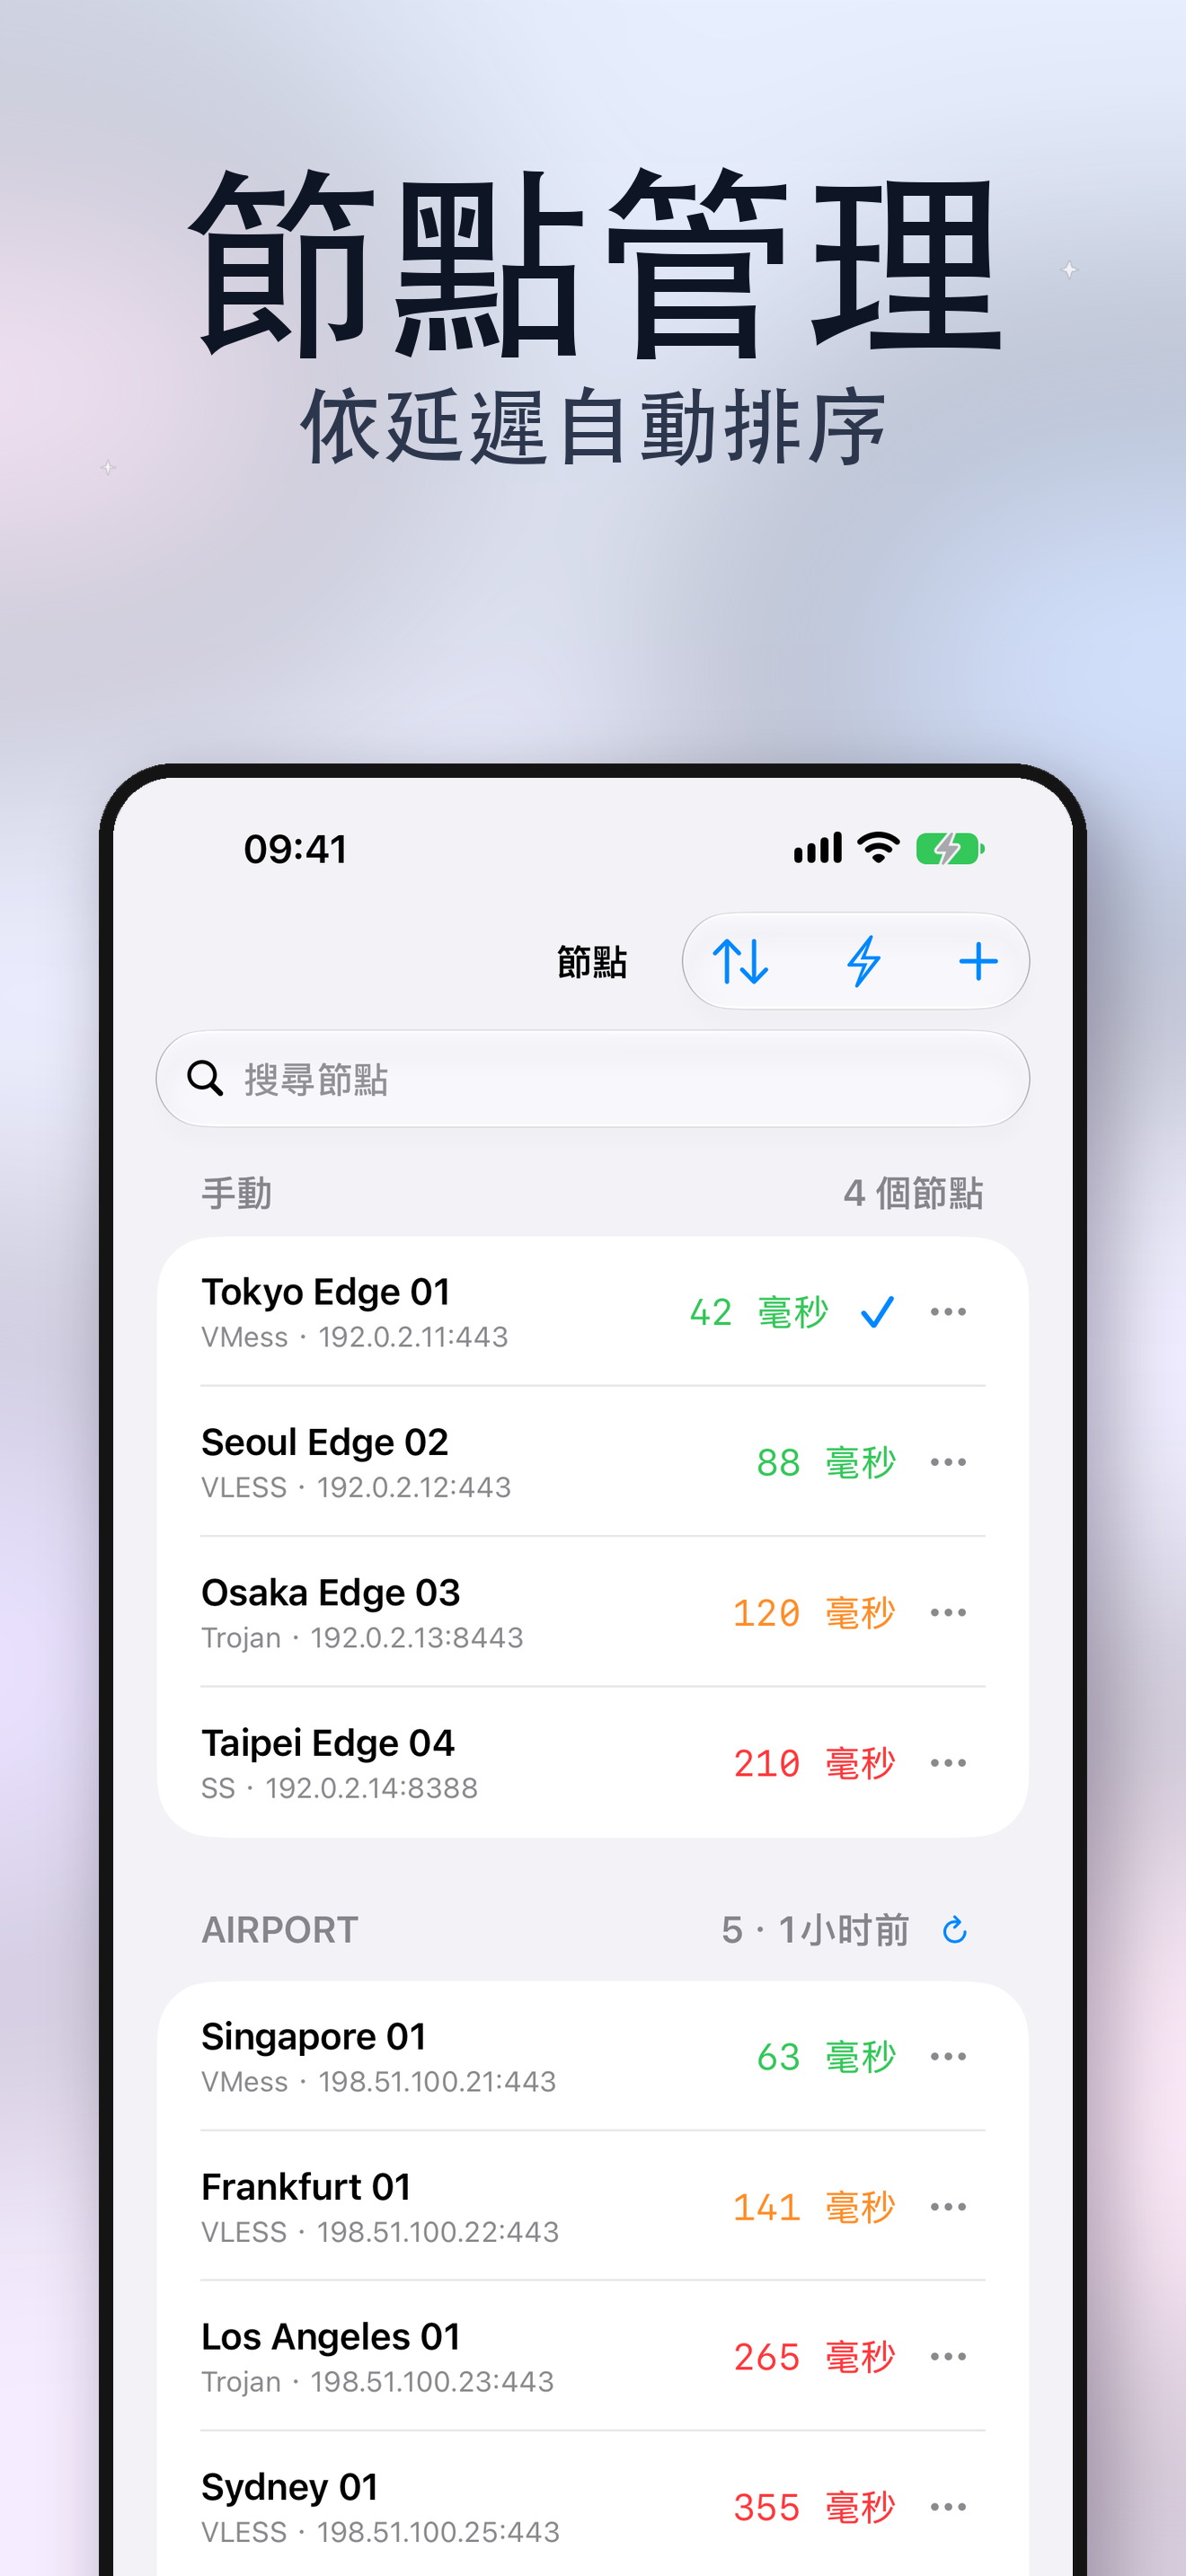 節點管理
依延遲自動排序
09:41
節點
搜尋節點
手動 4 個節點
Tokyo Edge 01
42 毫秒
VMess · 192.0.2.11:443
Seoul Edge 02
88 毫秒
VLESS · 192.0.2.12:443
Osaka Edge 03
120 毫秒
Trojan · 192.0.2.13:8443
Taipei Edge 04
210 毫秒
SS · 192.0.2.14:8388
AIRPORT 5 · 1小时前
Singapore 01
63 毫秒
VMess · 198.51.100.21:443
Frankfurt 01
141 毫秒
VLESS · 198.51.100.22:443
Los Angeles 01
265 毫秒
Trojan · 198.51.100.23:443
Sydney 01
355 毫秒
VLESS · 198.51.100.25:443